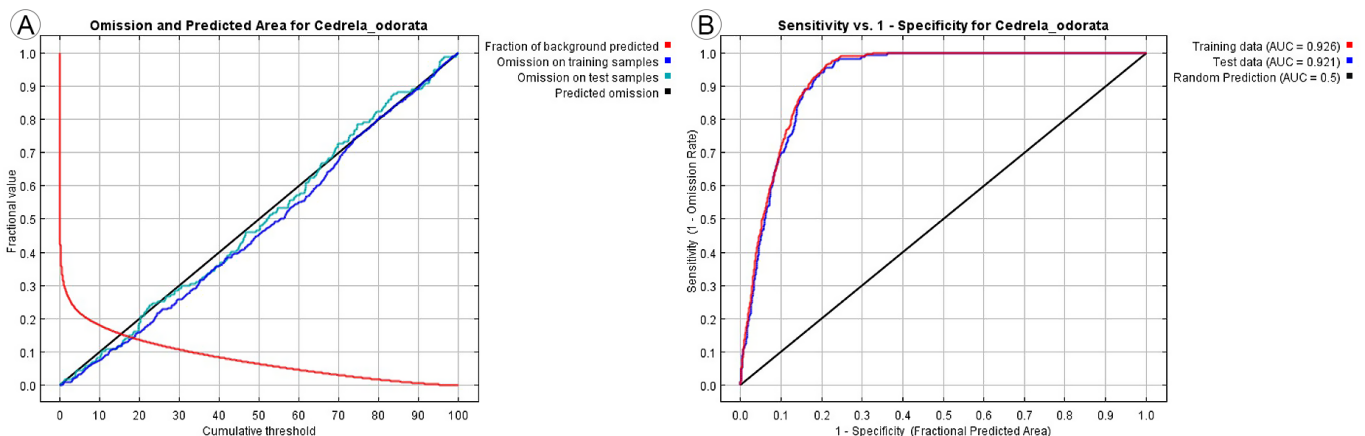 A
Omission and Predicted Area for Cedrela_odorata
Fraction of background predicted
Omission on training samples
Omission on test samples
Predicted omission
Fractional value
1.0
0.9
0.8
0.7
0.6
0.5
0.4
0.3
0.2
0.1
0.0
0 10 20 30 40 50 60 70 80 90 100
Cumulative threshold
B
Sensitivity vs. 1 - Specificity for Cedrela_odorata
Training data (AUC = 0.926)
Test data (AUC = 0.921)
Random Prediction (AUC = 0.5)
Sensitivity (1 - Omission Rate)
1.0
0.9
0.8
0.7
0.6
0.5
0.4
0.3
0.2
0.1
0.0
0.0 0.1 0.2 0.3 0.4 0.5 0.6 0.7 0.8 0.9 1.0
1 - Specificity (Fractional Predicted Area)